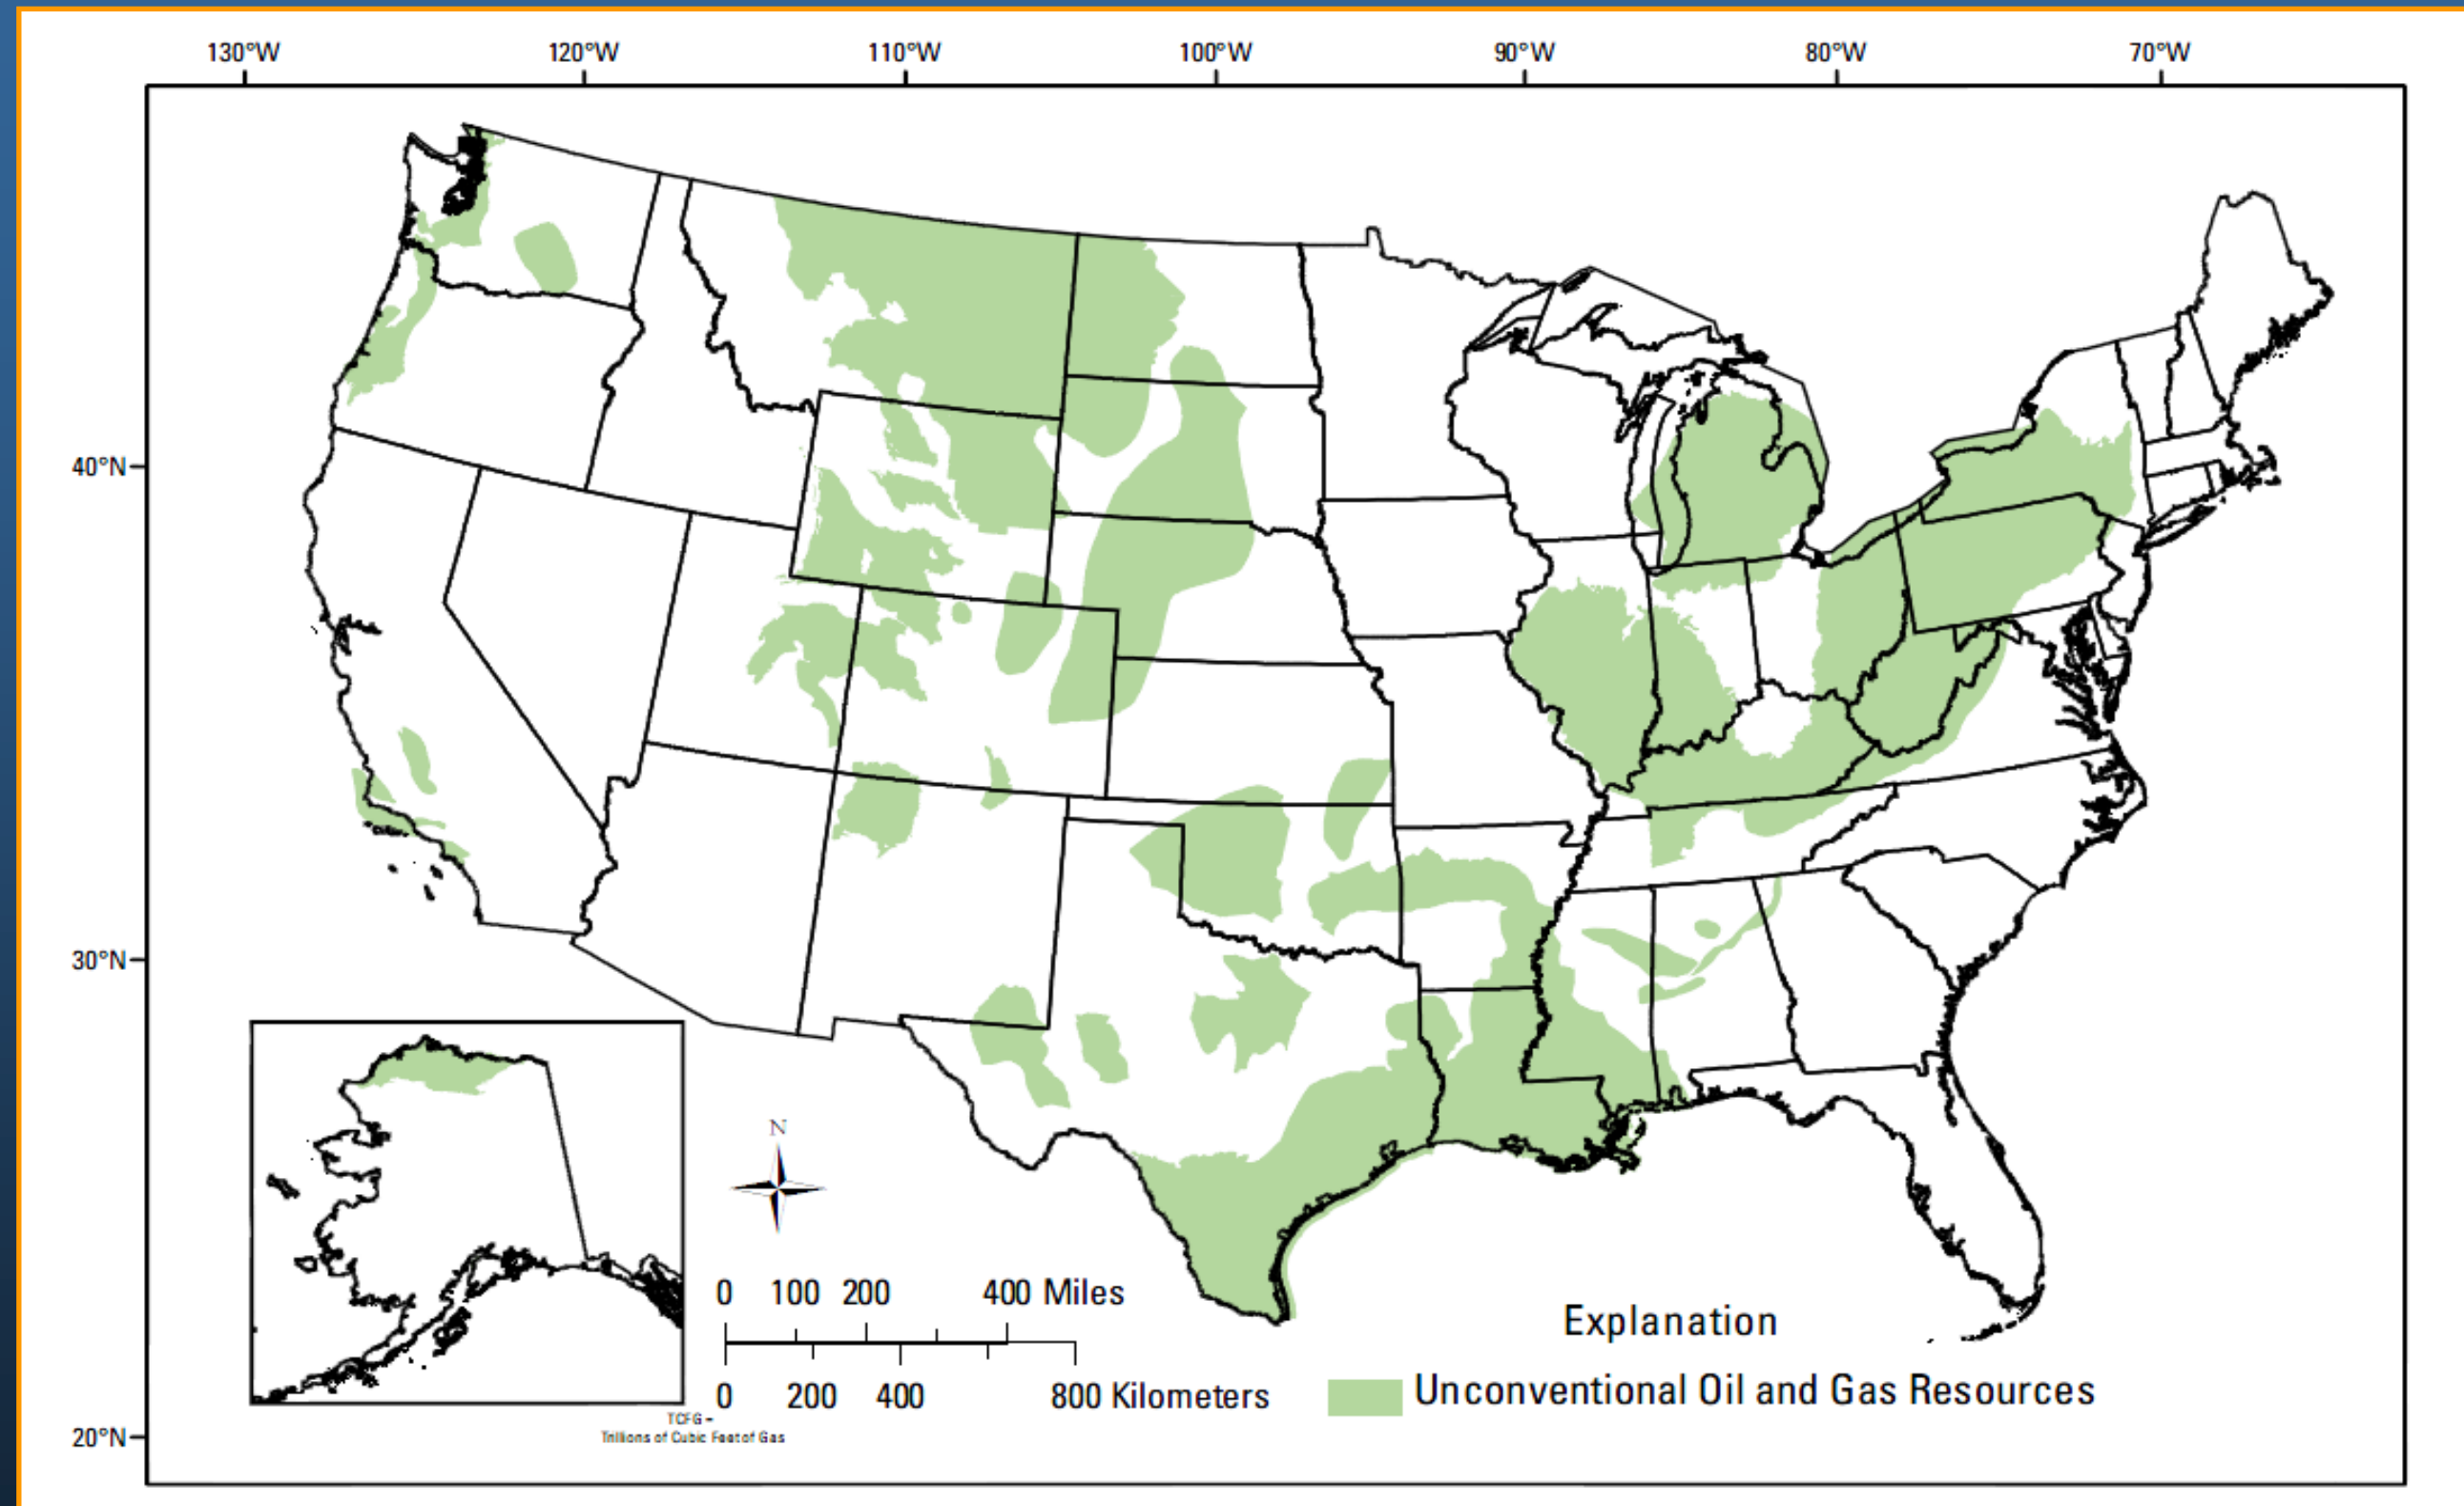 130°W 120°W 110°W 100°W 90°W 80°W 70°W
40°N
30°N
20°N
N
0 100 200 400 Miles
0 200 400 800 Kilometers
TCFG =
Trillions of Cubic Feet of Gas
Explanation
Unconventional Oil and Gas Resources